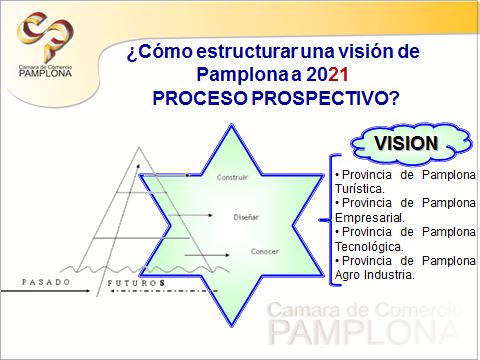 Camara de Comercio
PAMPLONA
¿Cómo estructurar una visión de
Pamplona a 2021
PROCESO PROSPECTIVO?
VISION
Construir
Diseñar
Conocer
• Provincia de Pamplona
Turística.
• Provincia de Pamplona
Empresarial.
• Provincia de Pamplona
Tecnológica.
• Provincia de Pamplona
Agro Industria.
PASADO FUTUROS
Camara de Comercio
PAMPLONA